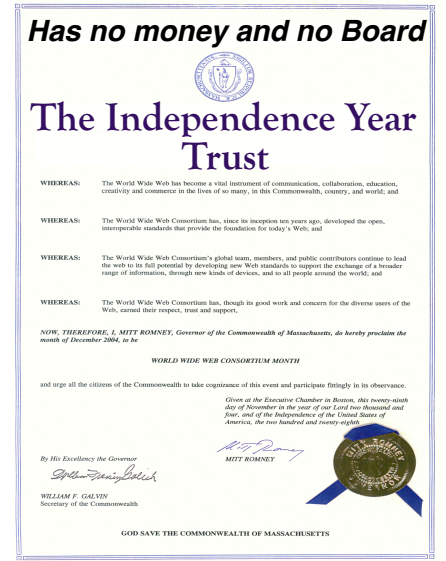 Has no money and no Board
The Independence Year
Trust
WHEREAS: The World Wide Web has become a vital instrument of communication, collaboration, education,
creativity and commerce in the lives of so many, in this Commonwealth, country, and world; and
WHEREAS: The World Wide Web Consortium has, since its inception ten years ago, developed the open,
interoperable standards that provide the foundation for today's Web; and
WHEREAS: The World Wide Web Consortium's global team, members, and public contributors continue to lead
the web to its full potential by developing new Web standards to support the exchange of a broader
range of information, through new kinds of devices, and to all people around the world; and
WHEREAS: The World Wide Web Consortium has, though its good work and concern for the diverse users of the
Web, earned their respect, trust and support,
NOW, THEREFORE, I, MITT ROMNEY, Governor of the Commonwealth of Massachusetts, do hereby proclaim the
month of December 2004, to be
WORLD WIDE WEB CONSORTIUM MONTH
and urge all the citizens of the Commonwealth to take cognizance of this event and participate fittingly in its observance.
Given at the Executive Chamber in Boston, this twenty-ninth
day of November in the year of our Lord two thousand and
four, and of the Independence of the United States of
America, the two hundred and twenty-eighth
By His Excellency the Governor
MITT ROMNEY
WILLIAM F. GALVIN
Secretary of the Commonwealth
GOD SAVE THE COMMONWEALTH OF MASSACHUSETTS